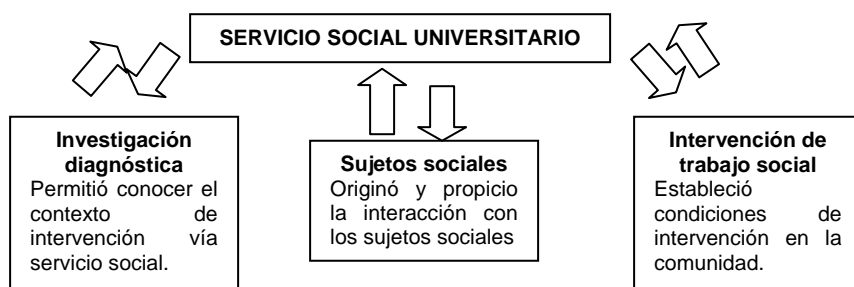 SERVICIO SOCIAL UNIVERSITARIO
Investigación
diagnóstica
Permitió conocer el
contexto de
intervención vía
servicio social.
Sujetos sociales
Originó y propicio
la interacción con
los sujetos sociales
Intervención de
trabajo social
Estableció
condiciones de
intervención en la
comunidad.